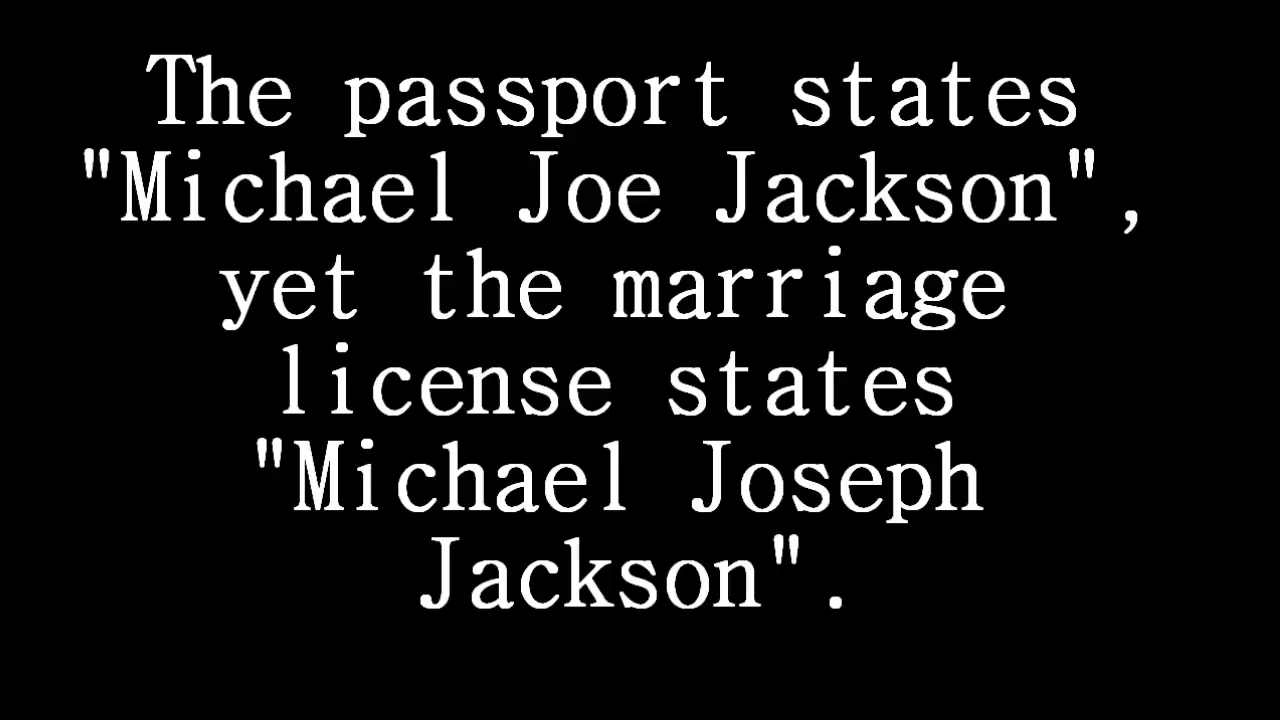 The passport states
"Michael Joe Jackson",
yet the marriage
license states
"Michael Joseph
Jackson".